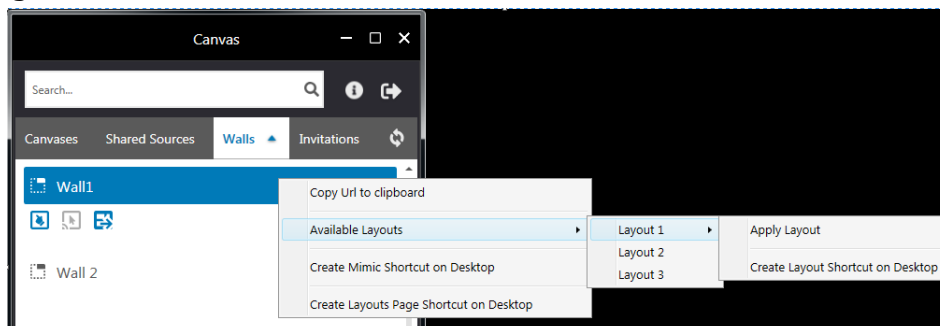 Canvas
Search...
Canvases Shared Sources Walls Invitations
Wall1
Copy Url to clipboard
Available Layouts
Layout 1
Apply Layout
Layout 2
Create Mimic Shortcut on Desktop
Create Layout Shortcut on Desktop
Layout 3
Wall 2
Create Layouts Page Shortcut on Desktop